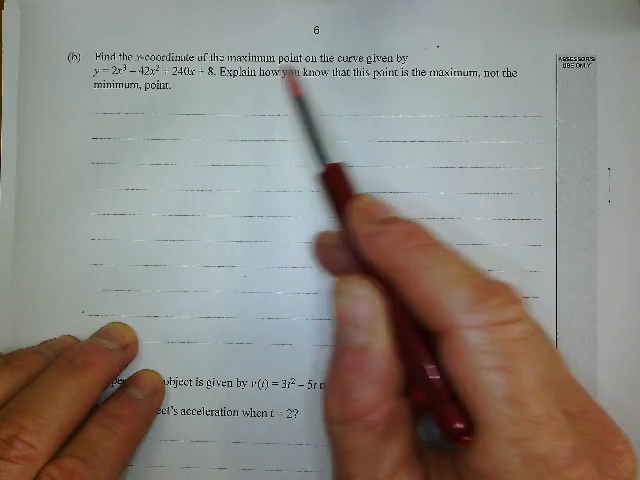 6
(b) Find the x-coordinate of the maximum point on the curve given by
y = 2x³ – 42x² + 240x + 8. Explain how you know that this point is the maximum, not the
minimum, point.
ASSESSOR'S
USE ONLY
object is given by v(t) = 3t² – 5t
acceleration when t = 2?